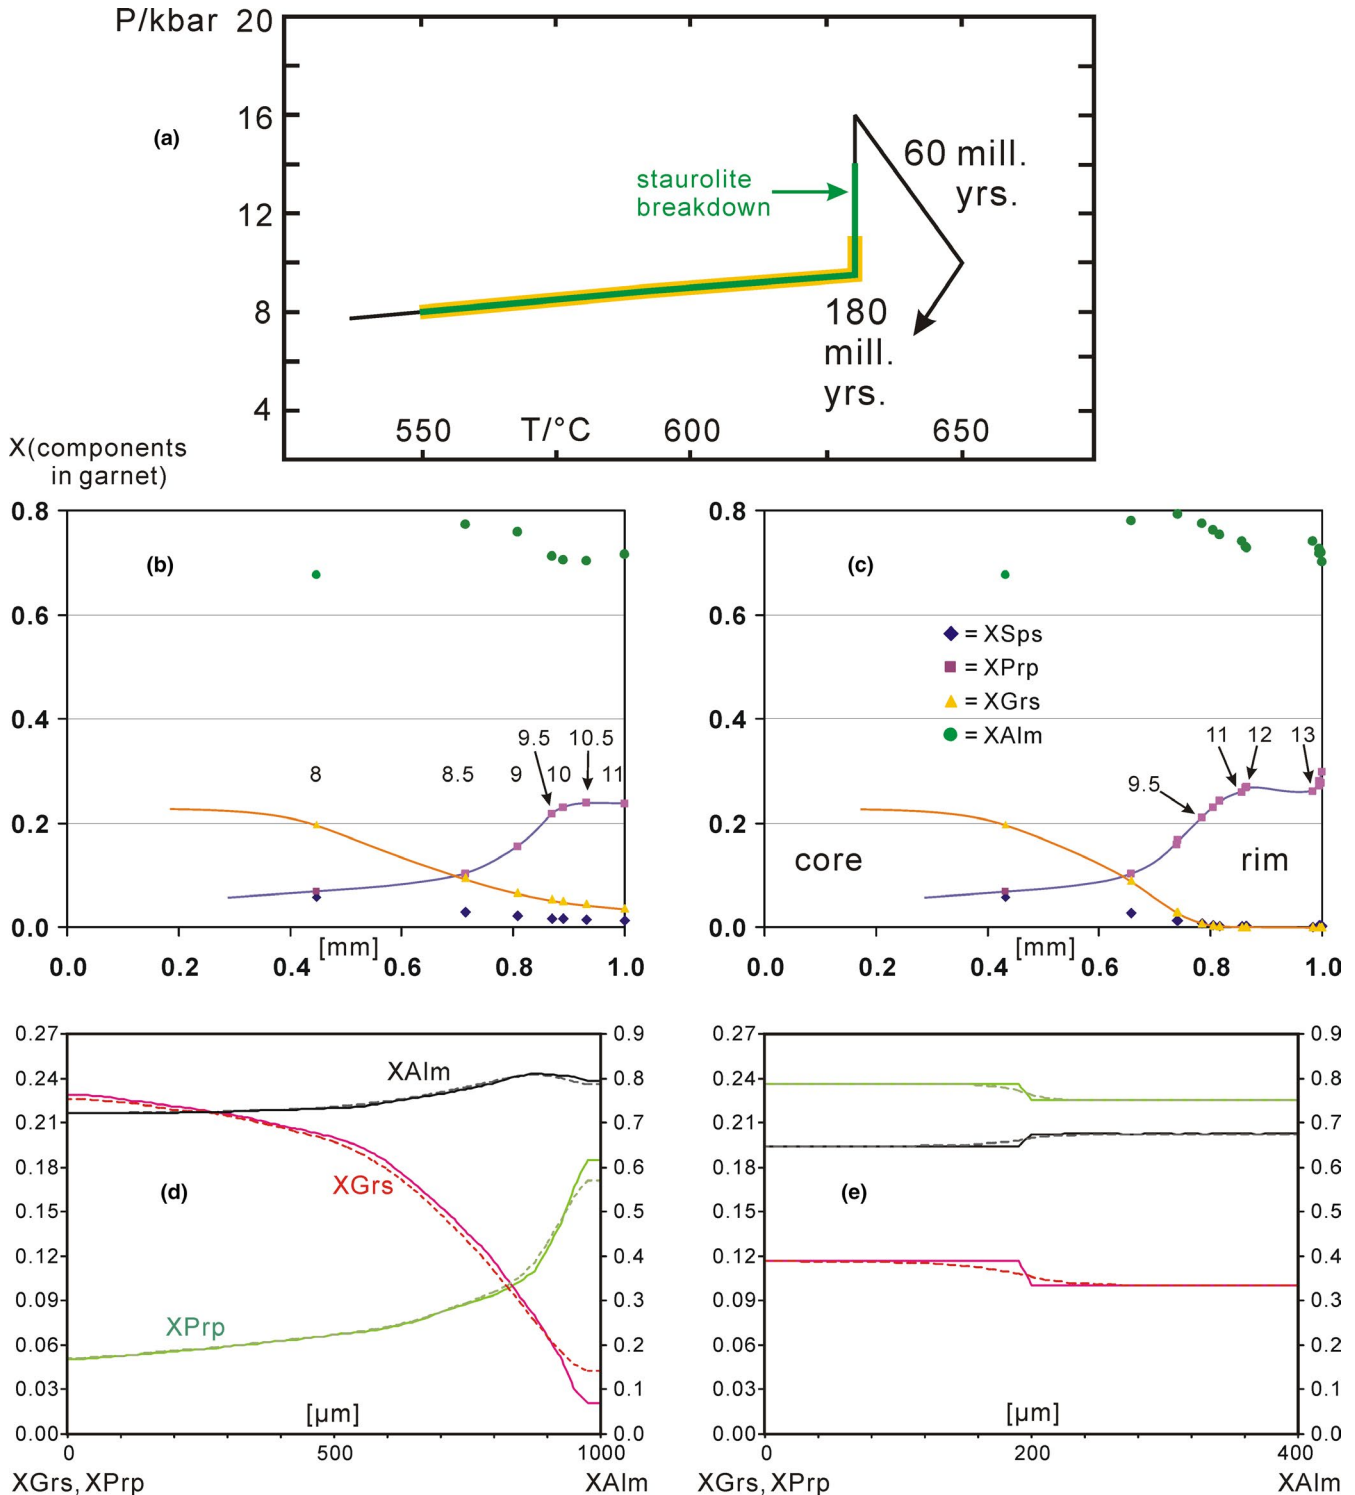 P/kbar 20
(a)
16
60 mill.
yrs.
staurolite
breakdown
12
8
180
mill.
yrs.
4
550 T/°C 600 650
X(components
in garnet)
0.8
(b)
(c)
0.6
= XSps
= XPrp
= XGrs
= XAlm
0.4
9.5 10.5
8 8.5 9 10 11
11 12 13
9.5
0.2
core rim
0.0 0.0
[mm] [mm]
0.0 0.2 0.4 0.6 0.8 1.0
0.8
0.6
0.4
0.2
0.0 0.2 0.4 0.6 0.8 1.0
0.27 0.9
0.24 0.8
0.21 0.7
0.18 0.6
0.15 0.5
0.12 0.4
0.09 0.3
0.06 0.2
0.03 0.1
0.00 0.0
XAlm
(d)
XGrs
XPrp
[µm]
0 500 1000
XGrs, XPrp XAlm
0.27 0.9
0.24 0.8
0.21 0.7
0.18 0.6
0.15 0.5
0.12 0.4
0.09 0.3
0.06 0.2
0.03 0.1
0.00 0.0
(e)
[µm]
0 200 400
XGrs, XPrp XAlm